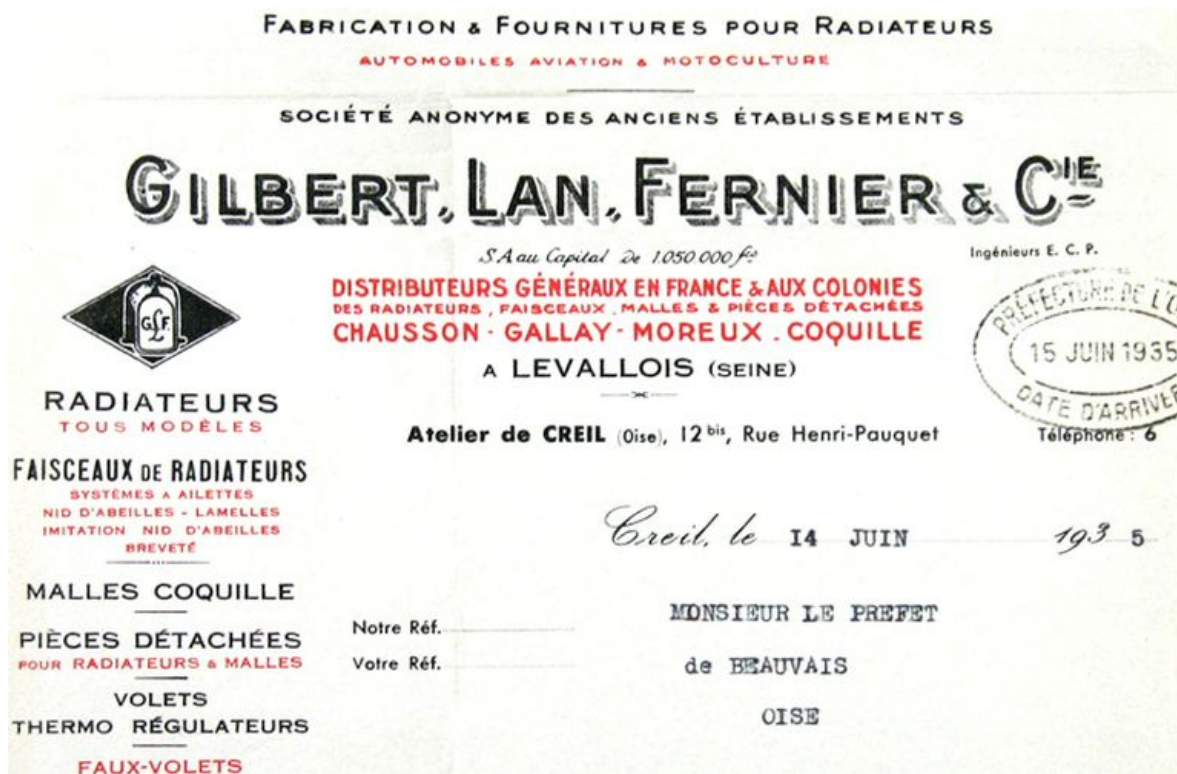 FABRICATION & FOURNITURES POUR RADIATEURS
AUTOMOBILES AVIATION & MOTOCULTURE
SOCIÉTÉ ANONYME DES ANCIENS ÉTABLISSEMENTS
GILBERT, LAN, FERNIER & CIE
S A au Capital De 1.050.000 frs
Ingénieurs E. C. P.
DISTRIBUTEURS GÉNÉRAUX EN FRANCE & AUX COLONIES
DES RADIATEURS, FAISCEAUX, MALLES & PIÈCES DÉTACHÉES
CHAUSSON - GALLAY - MOREUX . COQUILLE
A LEVALLOIS (SEINE)
Atelier de CREIL (Oise), 12 bis, Rue Henri-Pauquet
Téléphone : 6
PRÉFECTURE DE L'O
15 JUIN 1935
DATE D'ARRIVÉE
G.L.F.
RADIATEURS
TOUS MODÈLES
FAISCEAUX DE RADIATEURS
SYSTÈMES A AILETTES
NID D'ABEILLES - LAMELLES
IMITATION NID D'ABEILLES
BREVETÉ
MALLES COQUILLE
PIÈCES DÉTACHÉES
POUR RADIATEURS & MALLES
VOLETS
THERMO RÉGULATEURS
FAUX-VOLETS
Creil, le 14 JUIN 193 5
Notre Réf.
Votre Réf.
MONSIEUR LE PREFET
de BEAUVAIS
OISE